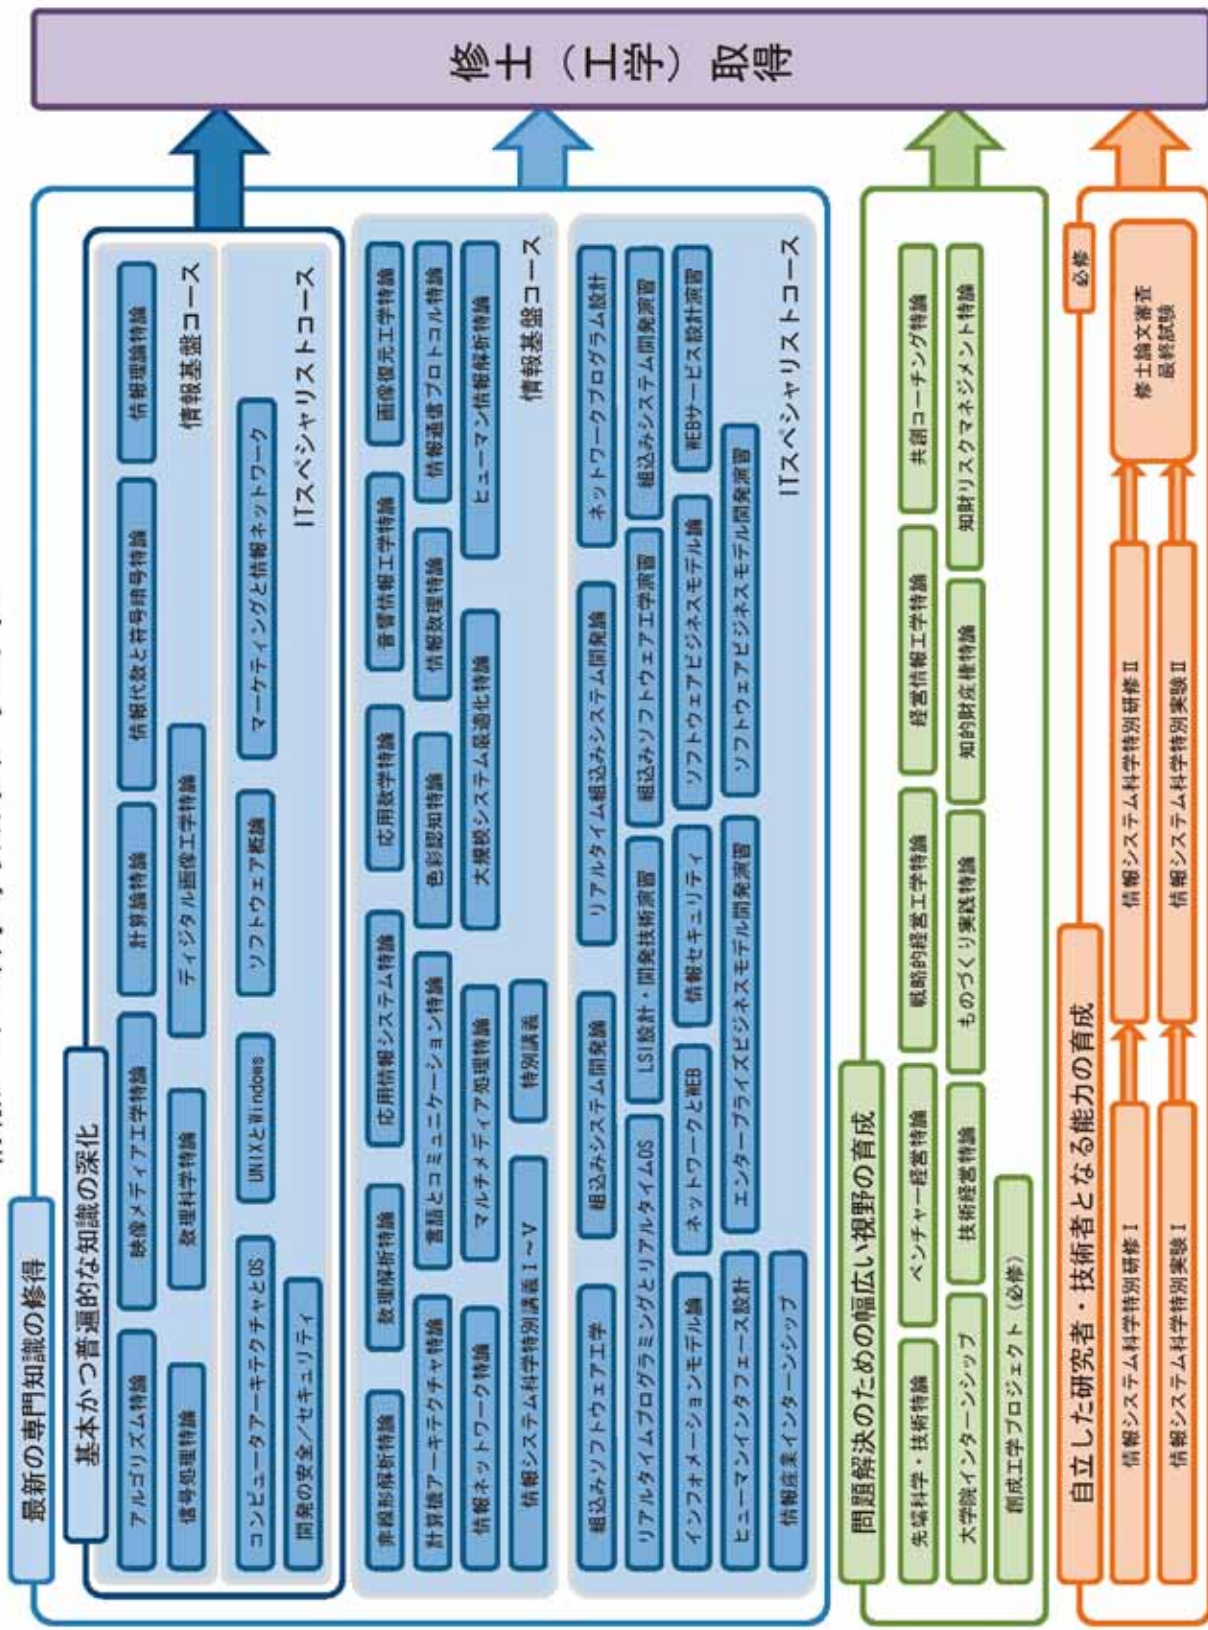 最新の専門知識の修得
基本かつ普遍的な知識の深化
アルゴリズム特論
映像メディア工学特論
計算論特論
情報代数と符号暗号特論
情報理論特論
信号処理特論
数理科学特論
ディジタル画像工学特論
情報基盤コース
コンピュータアーキテクチャとOS
UNIXとWindows
ソフトウェア概論
マーケティングと情報ネットワーク
開発の安全/セキュリティ
ITスペシャリストコース
非線形解析特論
数理解析特論
応用情報システム特論
応用数学特論
音響情報工学特論
画像復元工学特論
計算機アーキテクチャ特論
言語とコミュニケーション特論
色彩認知特論
情報数理特論
情報通信プロトコル特論
情報ネットワーク特論
マルチメディア処理特論
大規模システム最適化特論
ヒューマン情報解析特論
情報システム科学特別講義Ⅰ~Ⅴ
特別講義
情報基盤コース
組込みソフトウェア工学
組込みシステム開発論
リアルタイム組込みシステム開発論
ネットワークプログラム設計
リアルタイムプログラミングとリアルタイムOS
LSI設計・開発技術演習
組込みソフトウェア工学演習
組込みシステム開発演習
インフォメーションモデル論
ネットワークとWEB
情報セキュリティ
ソフトウェアビジネスモデル論
WEBサービス設計演習
ヒューマンインタフェース設計
エンタープライズビジネスモデル開発演習
ソフトウェアビジネスモデル開発演習
情報産業インターンシップ
ITスペシャリストコース
問題解決のための幅広い視野の育成
先端科学・技術特論
ベンチャー経営特論
戦略的経営工学特論
経営情報工学特論
共創コーチング特論
大学院インターンシップ
技術経営特論
ものづくり実践特論
知的財産権特論
知財リスクマネジメント特論
創成工学プロジェクト(必修)
自立した研究者・技術者となる能力の育成
必修
情報システム科学特別研修Ⅰ
情報システム科学特別研修Ⅱ
情報システム科学特別実験Ⅰ
情報システム科学特別実験Ⅱ
修士論文審査
最終試験
修士(工学)取得